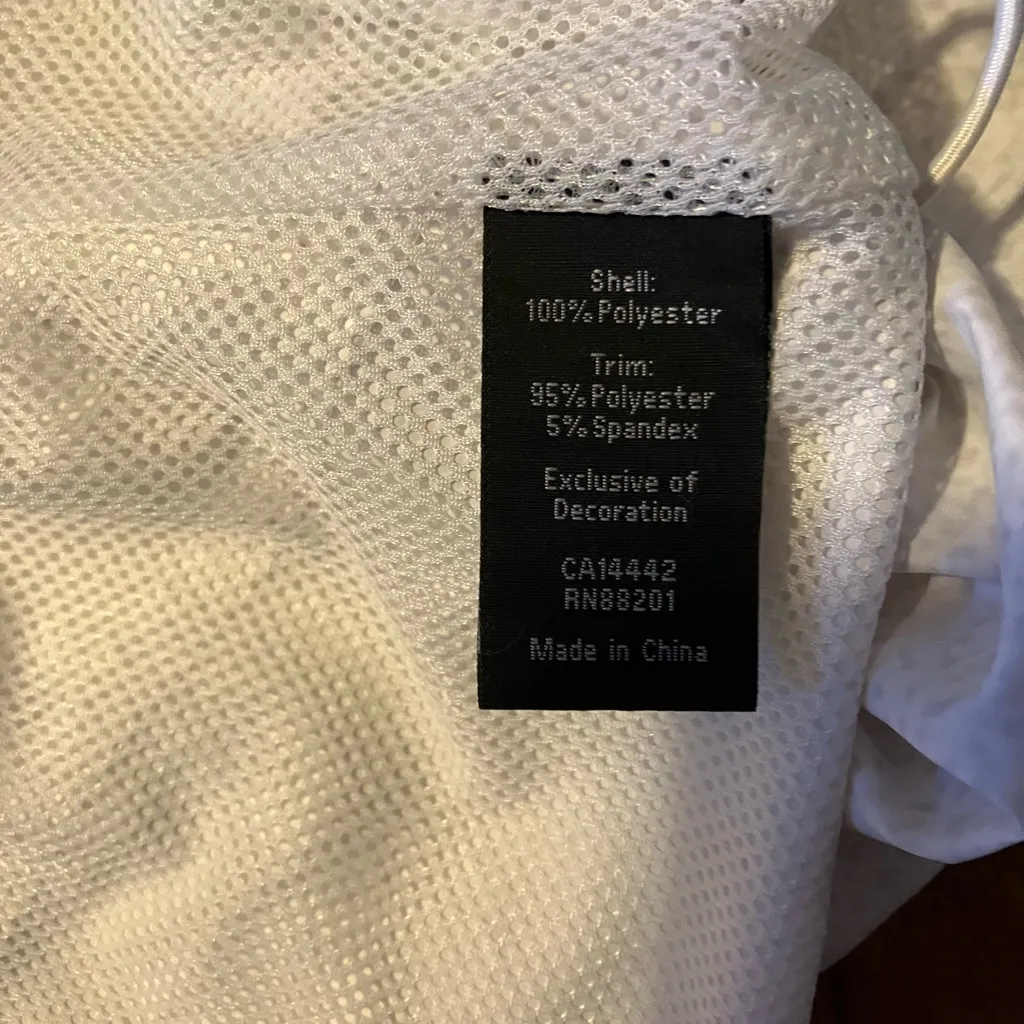 Shell:
100% Polyester
Trim:
95% Polyester
5% Spandex
Exclusive of
Decoration
CA14442
RN88201
Made in China